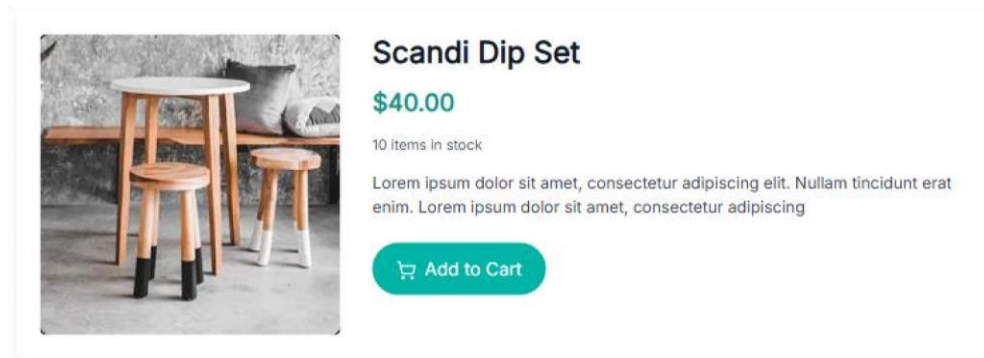 Scandi Dip Set
$40.00
10 items in stock
Lorem ipsum dolor sit amet, consectetur adipiscing elit. Nullam tincidunt erat
enim. Lorem ipsum dolor sit amet, consectetur adipiscing
Add to Cart